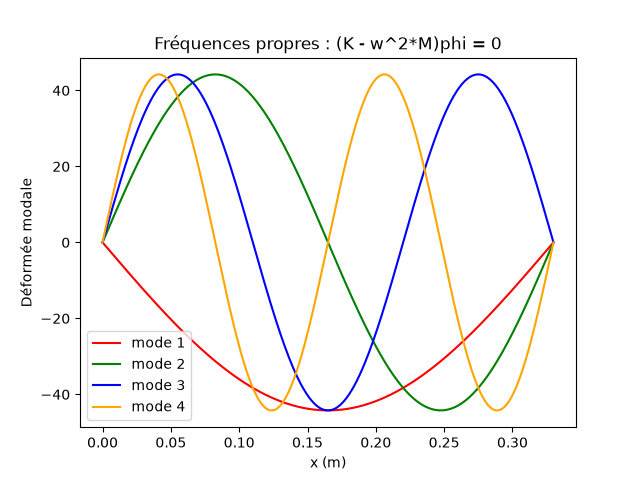 Fréquences propres : (K - w^2*M)phi = 0
Déformée modale
40
20
0
−20
−40
mode 1
mode 2
mode 3
mode 4
0.00 0.05 0.10 0.15 0.20 0.25 0.30
x (m)